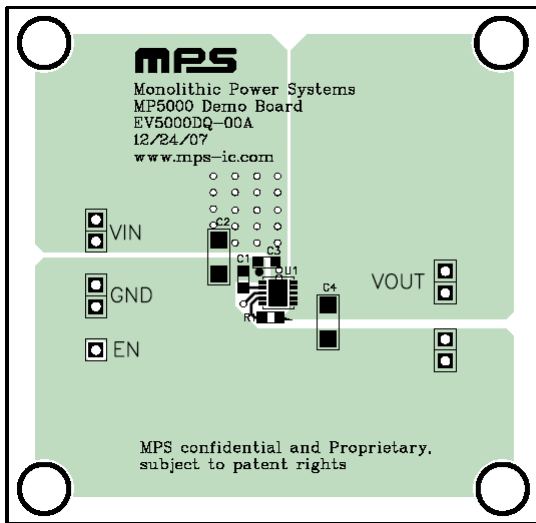 mps
Monolithic Power Systems
MP5000 Demo Board
EV5000DQ-00A
12/24/07
www.mps-ic.com
C2
VIN
C1
C3
U1
VOUT
GND
C4
R1
EN
MPS confidential and Proprietary,
subject to patent rights